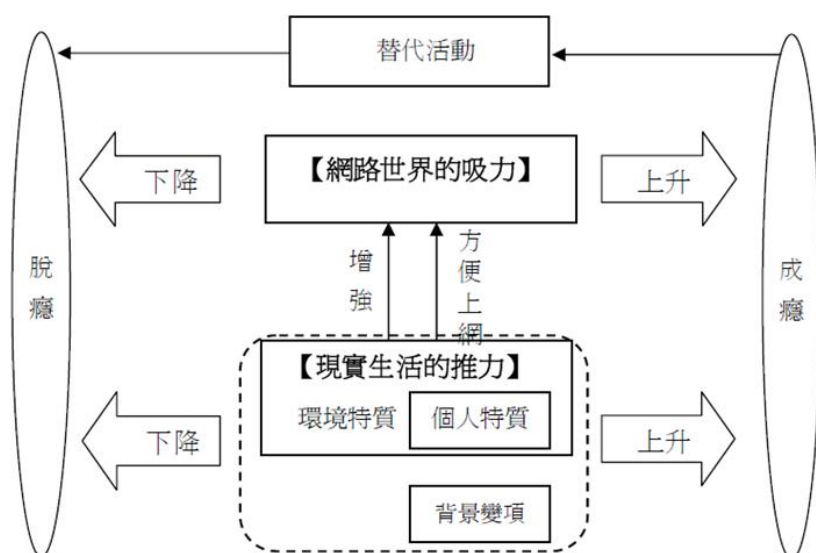 替代活動
下降
【網路世界的吸力】
上升
脫癮
增強
方便上網
成癮
【現實生活的推力】
環境特質
個人特質
下降
上升
背景變項